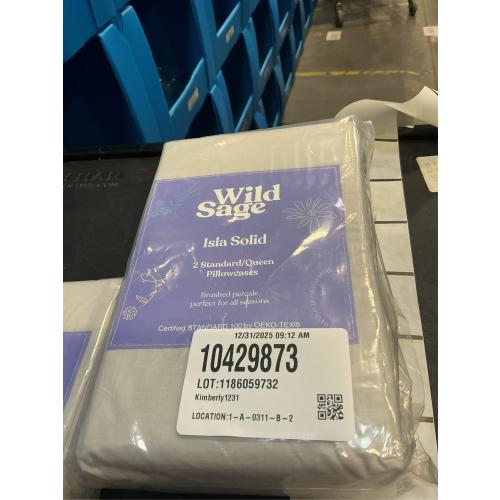 Wild
Sage
Isla Solid
2 Standard/Queen
Pillowcases
Brushed percale,
perfect for all seasons
Certified STANDARD 100 by OEKO-TEX®
12/31/2025 09:12 AM
10429873
LOT:1186059732
Kimberly1231
LOCATION:1-A-0311-B-2